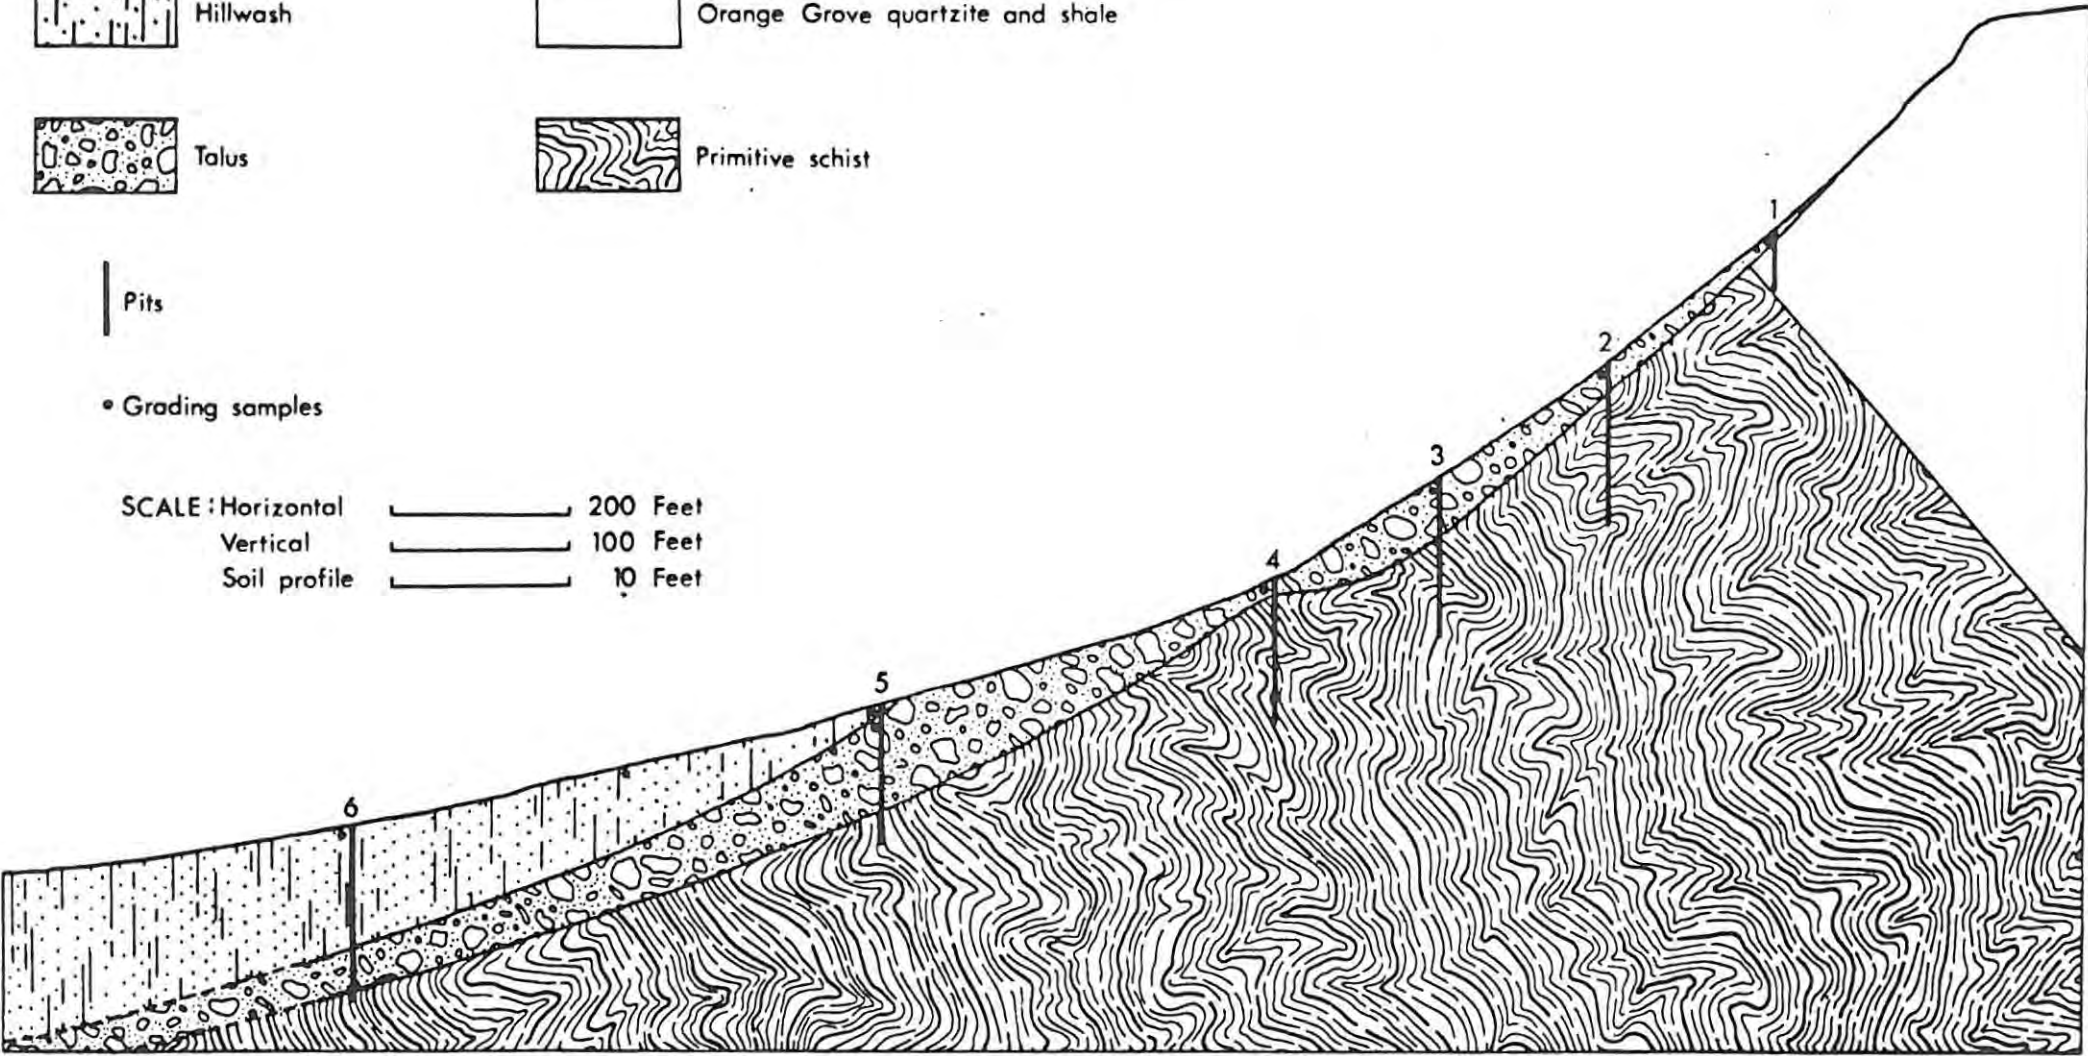 Hillwash
Orange Grove quartzite and shale
Talus
Primitive schist
Pits
Grading samples
SCALE: Horizontal 200 Feet
Vertical 100 Feet
Soil profile 10 Feet
1
2
3
4
5
6